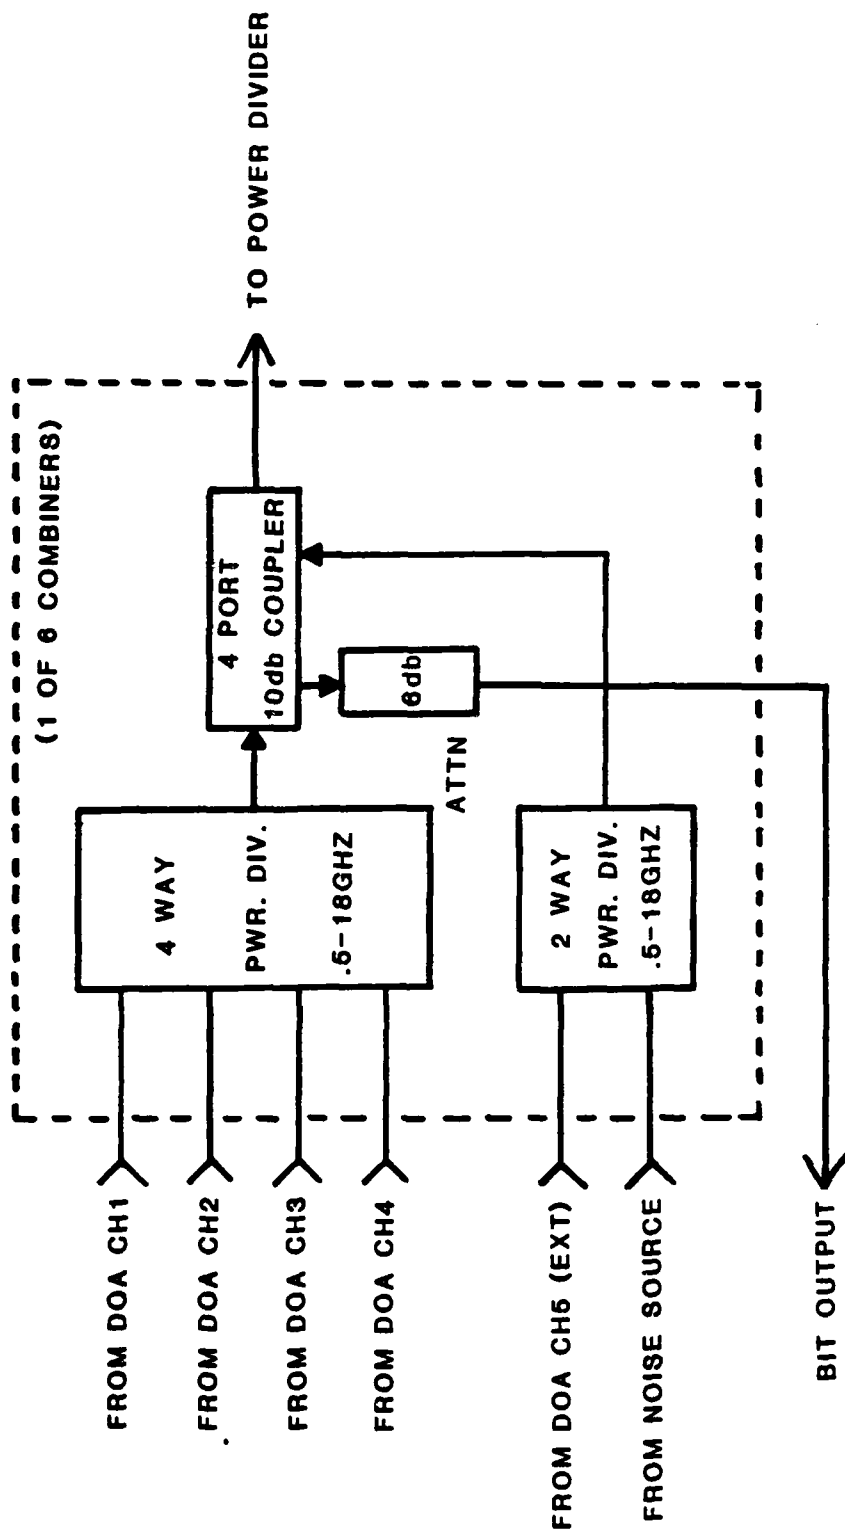 (1 OF 6 COMBINERS)
FROM DOA CH1
FROM DOA CH2
FROM DOA CH3
FROM DOA CH4
4 WAY
PWR. DIV.
.5-18GHZ
4 PORT
10db COUPLER
TO POWER DIVIDER
6db
ATTN
FROM DOA CH5 (EXT)
FROM NOISE SOURCE
2 WAY
PWR. DIV.
.5-18GHZ
BIT OUTPUT